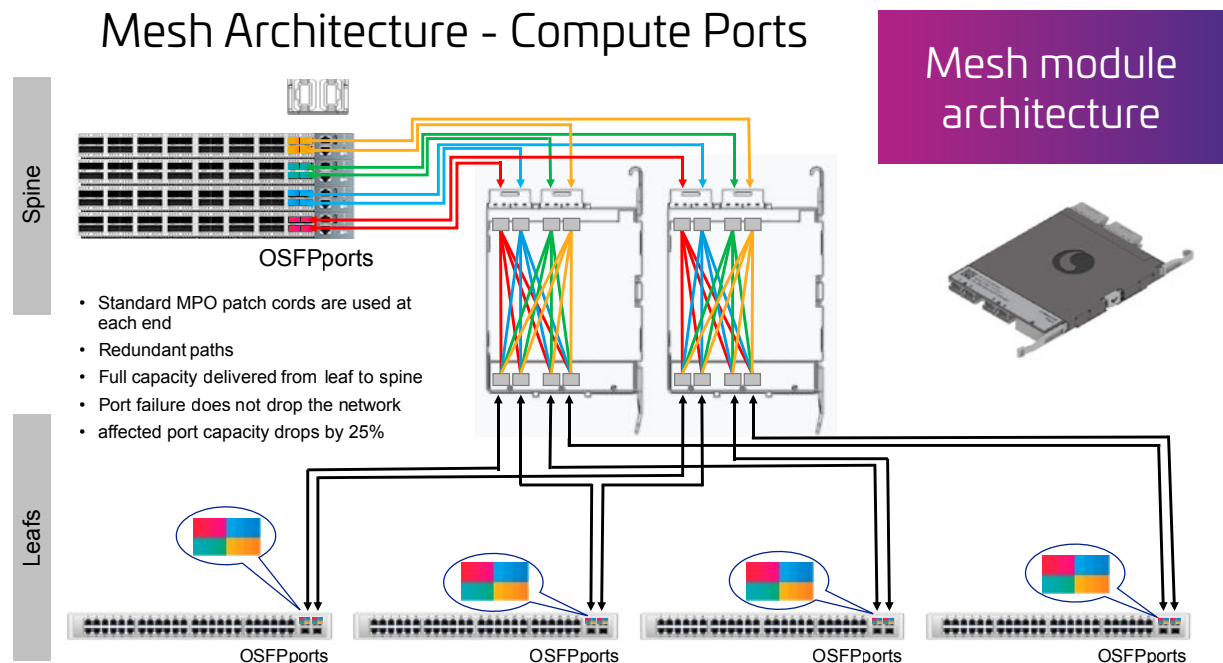 Mesh Architecture - Compute Ports
Mesh module
architecture
Spine
OSFPports
• Standard MPO patch cords are used at
each end
• Redundant paths
• Full capacity delivered from leaf to spine
• Port failure does not drop the network
• affected port capacity drops by 25%
Leafs
OSFPports
OSFPports
OSFPports
OSFPports